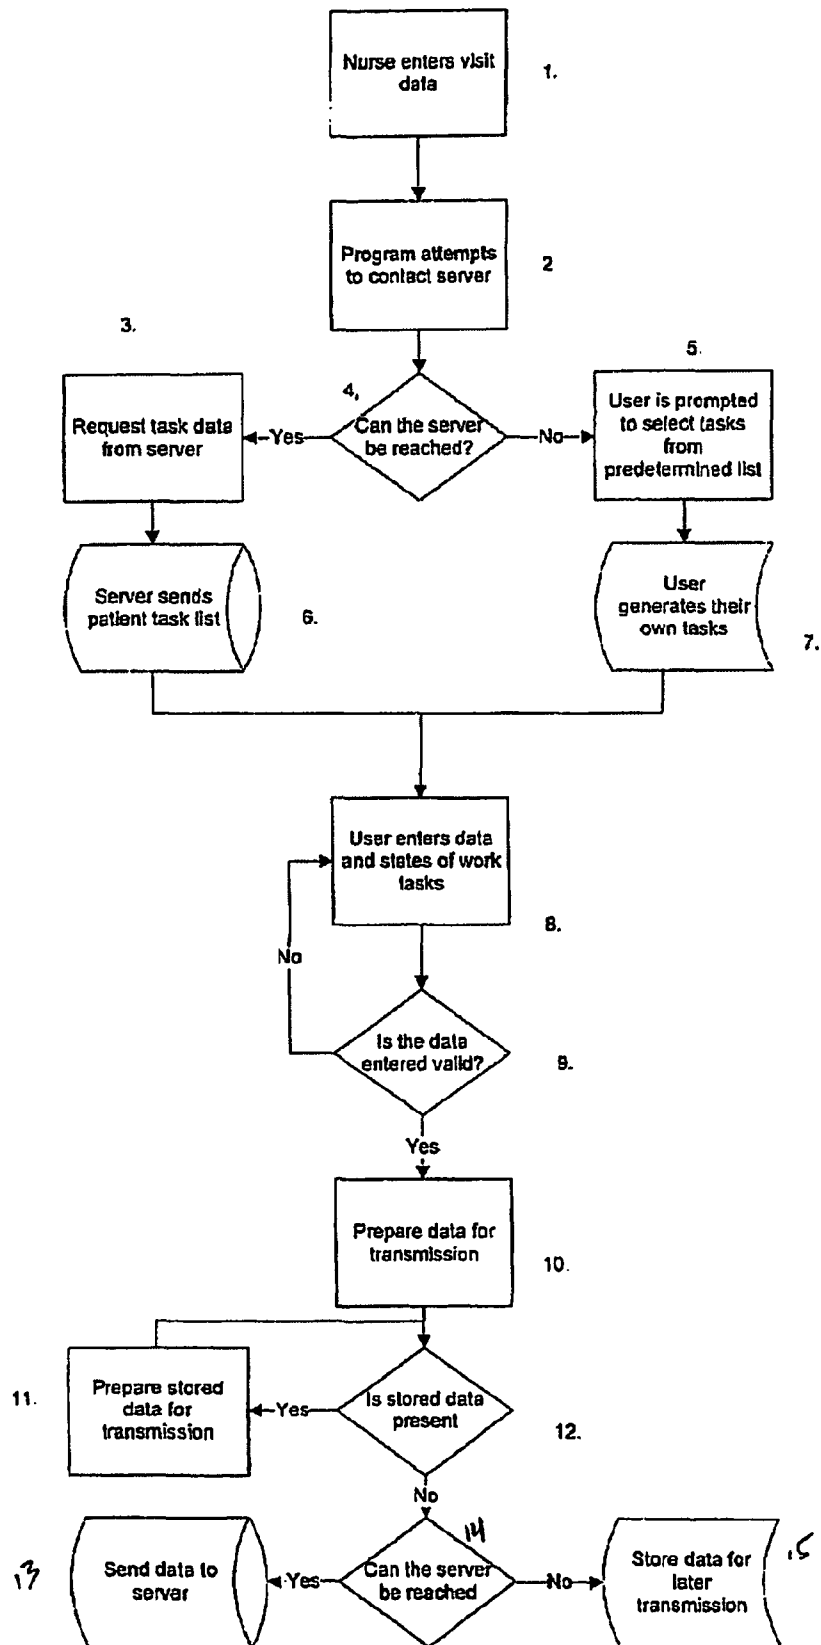 Nurse enters visit
data
1.
Program attempts
to contact server
2
3.
4.
5.
Request task data
from server
Yes
Can the server
be reached?
No
User is prompted
to select tasks
from
predetermined list
Server sends
patient task list
6.
User
generates their
own tasks
7.
User enters data
and states of work
tasks
8.
No
Is the data
entered valid?
9.
Yes
Prepare data for
transmission
10.
11.
Prepare stored
data for
transmission
Yes
Is stored data
present
12.
No
13
Send data to
server
Yes
Can the server
be reached
14
No
Store data for
later
transmission
15